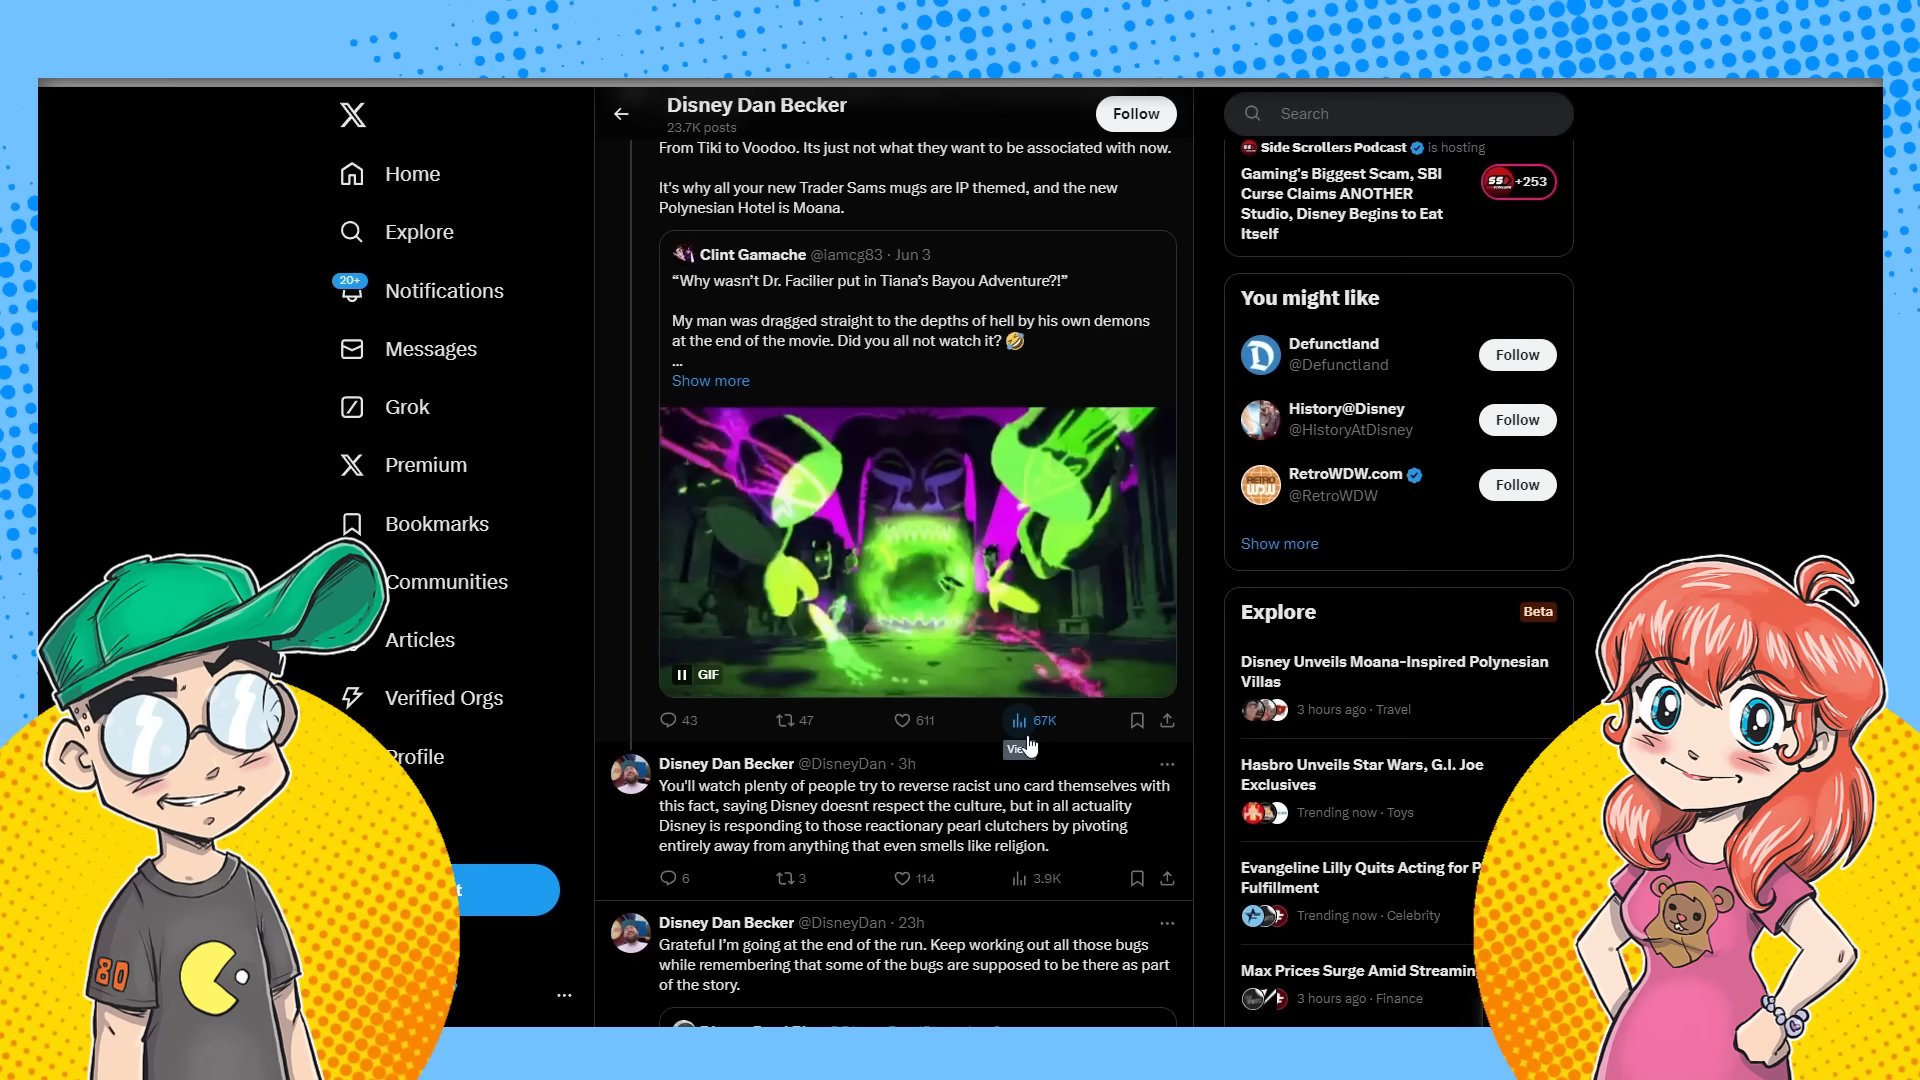 Home
Explore
20+
Notifications
Messages
Grok
Premium
Bookmarks
Communities
Articles
Verified Orgs
Profile
80
Disney Dan Becker
23.7K posts
Follow
From Tiki to Voodoo. Its just not what they want to be associated with now.
It's why all your new Trader Sams mugs are IP themed, and the new
Polynesian Hotel is Moana.
Clint Gamache @iamcg83 · Jun 3
“Why wasn’t Dr. Facilier put in Tiana’s Bayou Adventure?!”
My man was dragged straight to the depths of hell by his own demons
at the end of the movie. Did you all not watch it? 🤣
...
Show more
GIF
43 47 611 67K
Disney Dan Becker @DisneyDan · 3h
You'll watch plenty of people try to reverse racist uno card themselves with
this fact, saying Disney doesnt respect the culture, but in all actuality
Disney is responding to those reactionary pearl clutchers by pivoting
entirely away from anything that even smells like religion.
6 3 114 3.9K
Disney Dan Becker @DisneyDan · 23h
Grateful I’m going at the end of the run. Keep working out all those bugs
while remembering that some of the bugs are supposed to be there as part
of the story.
Search
Side Scrollers Podcast is hosting
Gaming's Biggest Scam, SBI
Curse Claims ANOTHER
Studio, Disney Begins to Eat
Itself
+253
You might like
Defunctland
@Defunctland
Follow
History@Disney
@HistoryAtDisney
Follow
RetroWDW.com
@RetroWDW
Follow
Show more
Explore
Beta
Disney Unveils Moana-Inspired Polynesian
Villas
3 hours ago · Travel
Hasbro Unveils Star Wars, G.I. Joe
Exclusives
Trending now · Toys
Evangeline Lilly Quits Acting for
Fulfillment
Trending now · Celebrity
Max Prices Surge Amid
3 hours ago · Finance